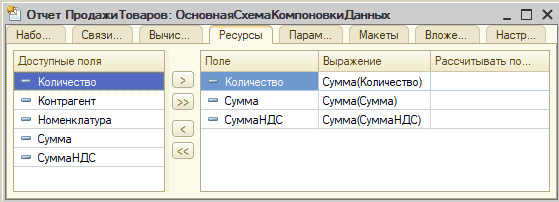 Отчет ПродажиТоваров: ОсновнаяСхемаКомпоновкиДанных
Набо... Связи... Вычис... Ресурсы Парам... Макеты Вложе... Настр...
Доступные поля
Количество
Контрагент
Номенклатура
Сумма
СуммаНДС
>
>>
<
<<
Поле Выражение Рассчитывать по...
Количество Сумма(Количество)
Сумма Сумма(Сумма)
СуммаНДС Сумма(СуммаНДС)